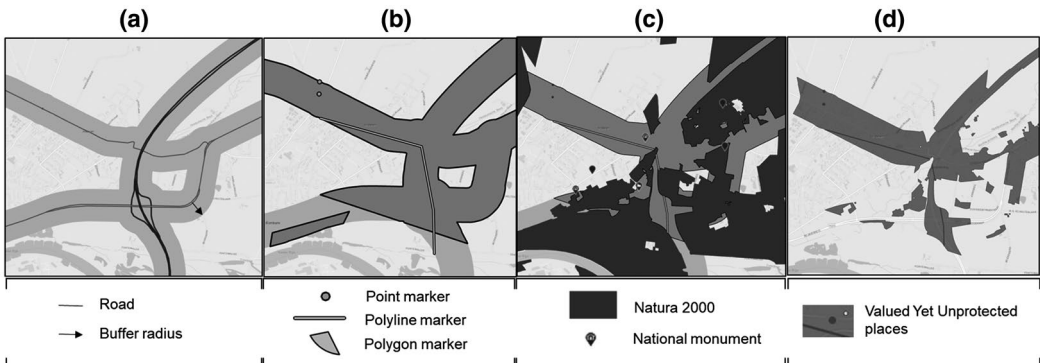 (a)
(b)
(c)
(d)
Road
Buffer radius
Point marker
Polyline marker
Polygon marker
Natura 2000
National monument
Valued Yet Unprotected
places